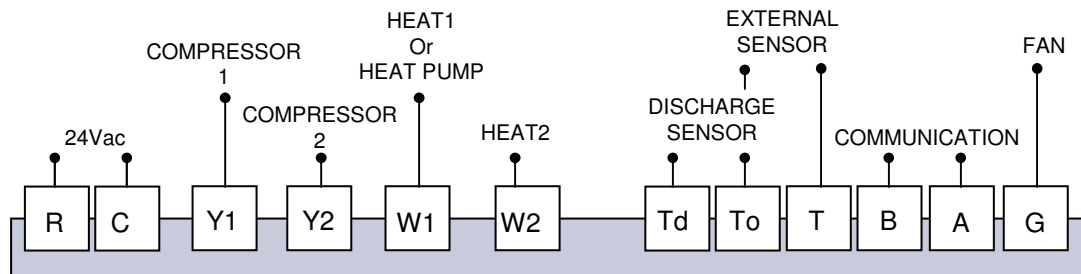 HEAT1
Or
HEAT PUMP
EXTERNAL
SENSOR
FAN
COMPRESSOR
1
COMPRESSOR
2
DISCHARGE
SENSOR
24Vac
HEAT2
COMMUNICATION
R C Y1 Y2 W1 W2 Td To T B A G